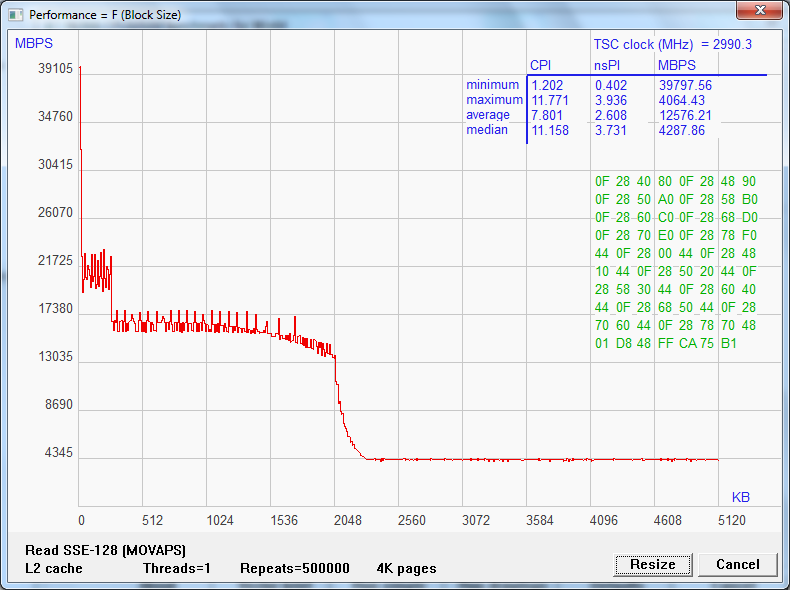 Performance = F (Block Size)
MBPS
TSC clock (MHz) = 2990.3
CPI nsPI MBPS
minimum 1.202 0.402 39797.56
maximum 11.771 3.936 4064.43
average 7.801 2.608 12576.21
median 11.158 3.731 4287.86
39105
34760
30415
26070
21725
17380
13035
8690
4345
0F 28 40 80 0F 28 48 90
0F 28 50 A0 0F 28 58 B0
0F 28 60 C0 0F 28 68 D0
0F 28 70 E0 0F 28 78 F0
44 0F 28 00 44 0F 28 48
10 44 0F 28 50 20 44 0F
28 58 30 44 0F 28 60 40
44 0F 28 68 50 44 0F 28
70 60 44 0F 28 78 70 48
01 D8 48 FF CA 75 B1
KB
0 512 1024 1536 2048 2560 3072 3584 4096 4608 5120
Read SSE-128 (MOVAPS)
L2 cache Threads=1 Repeats=500000 4K pages
Resize Cancel